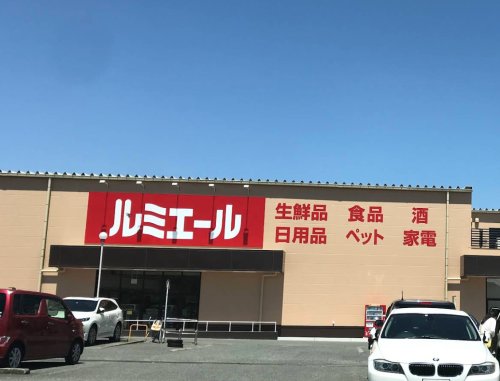 ルミエール
生鮮品 食品 酒
日用品 ペット 家電